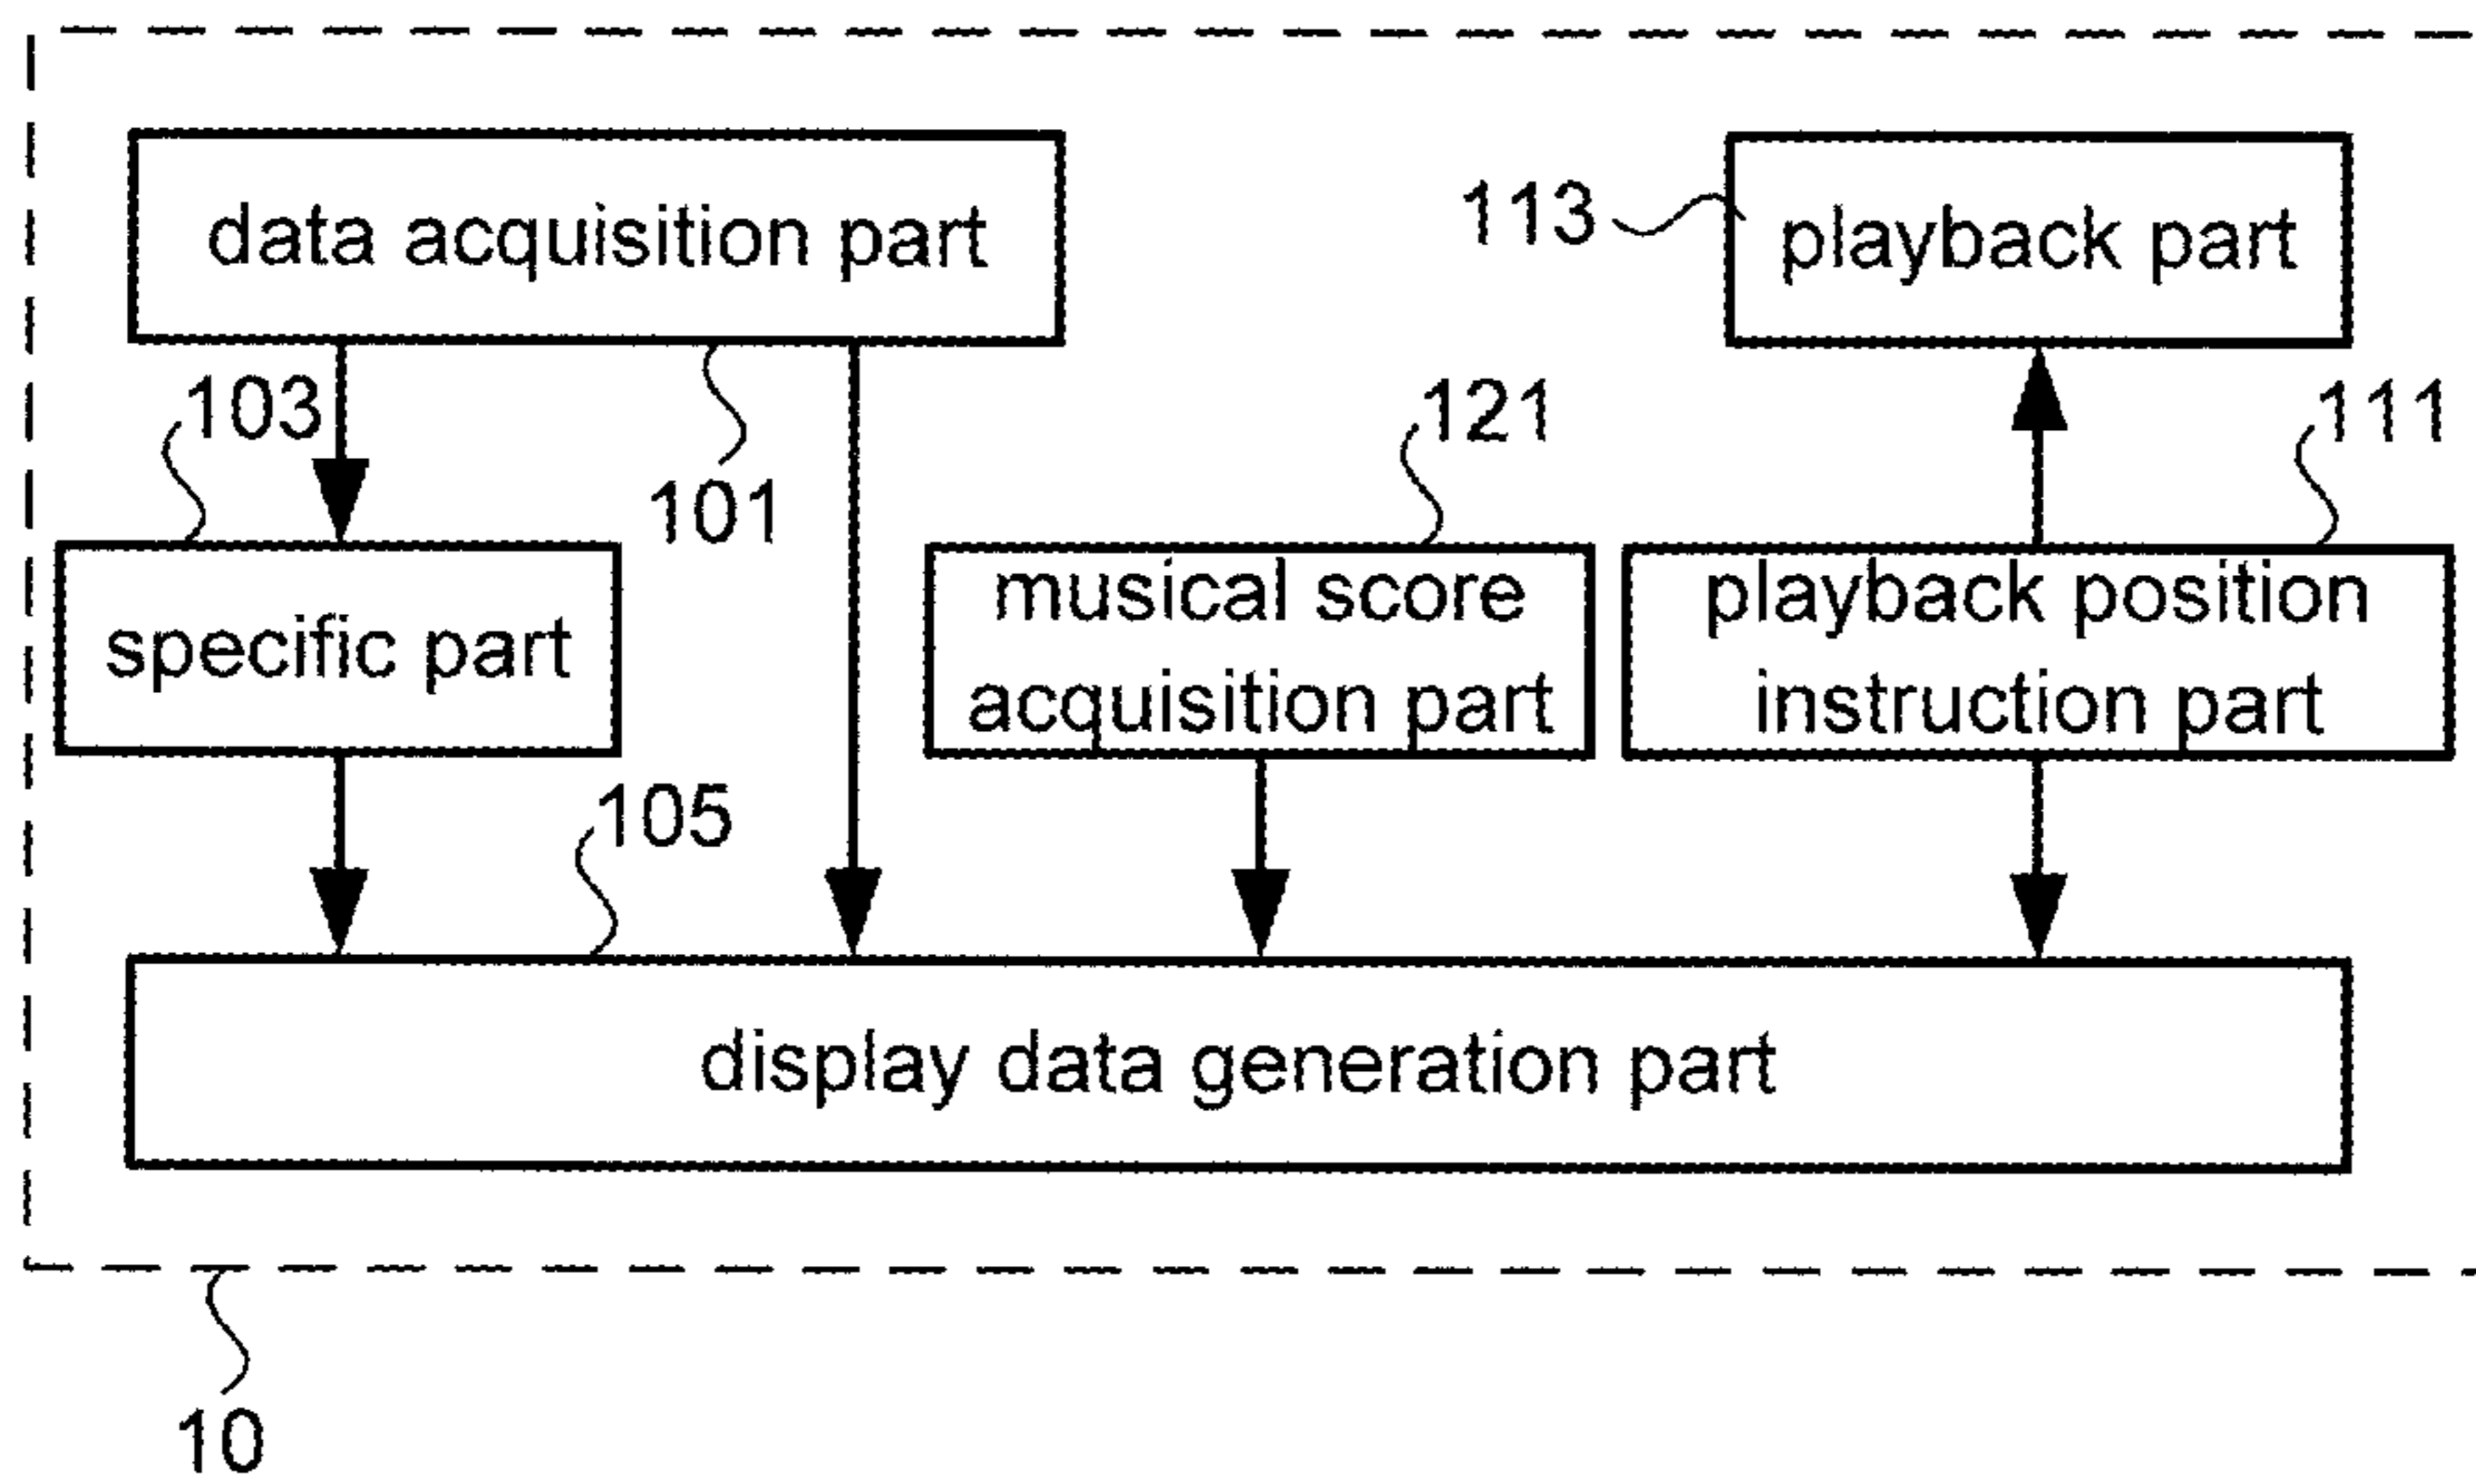 data acquisition part
113
playback part
103
101
121
111
specific part
musical score
acquisition part
playback position
instruction part
105
display data generation part
10